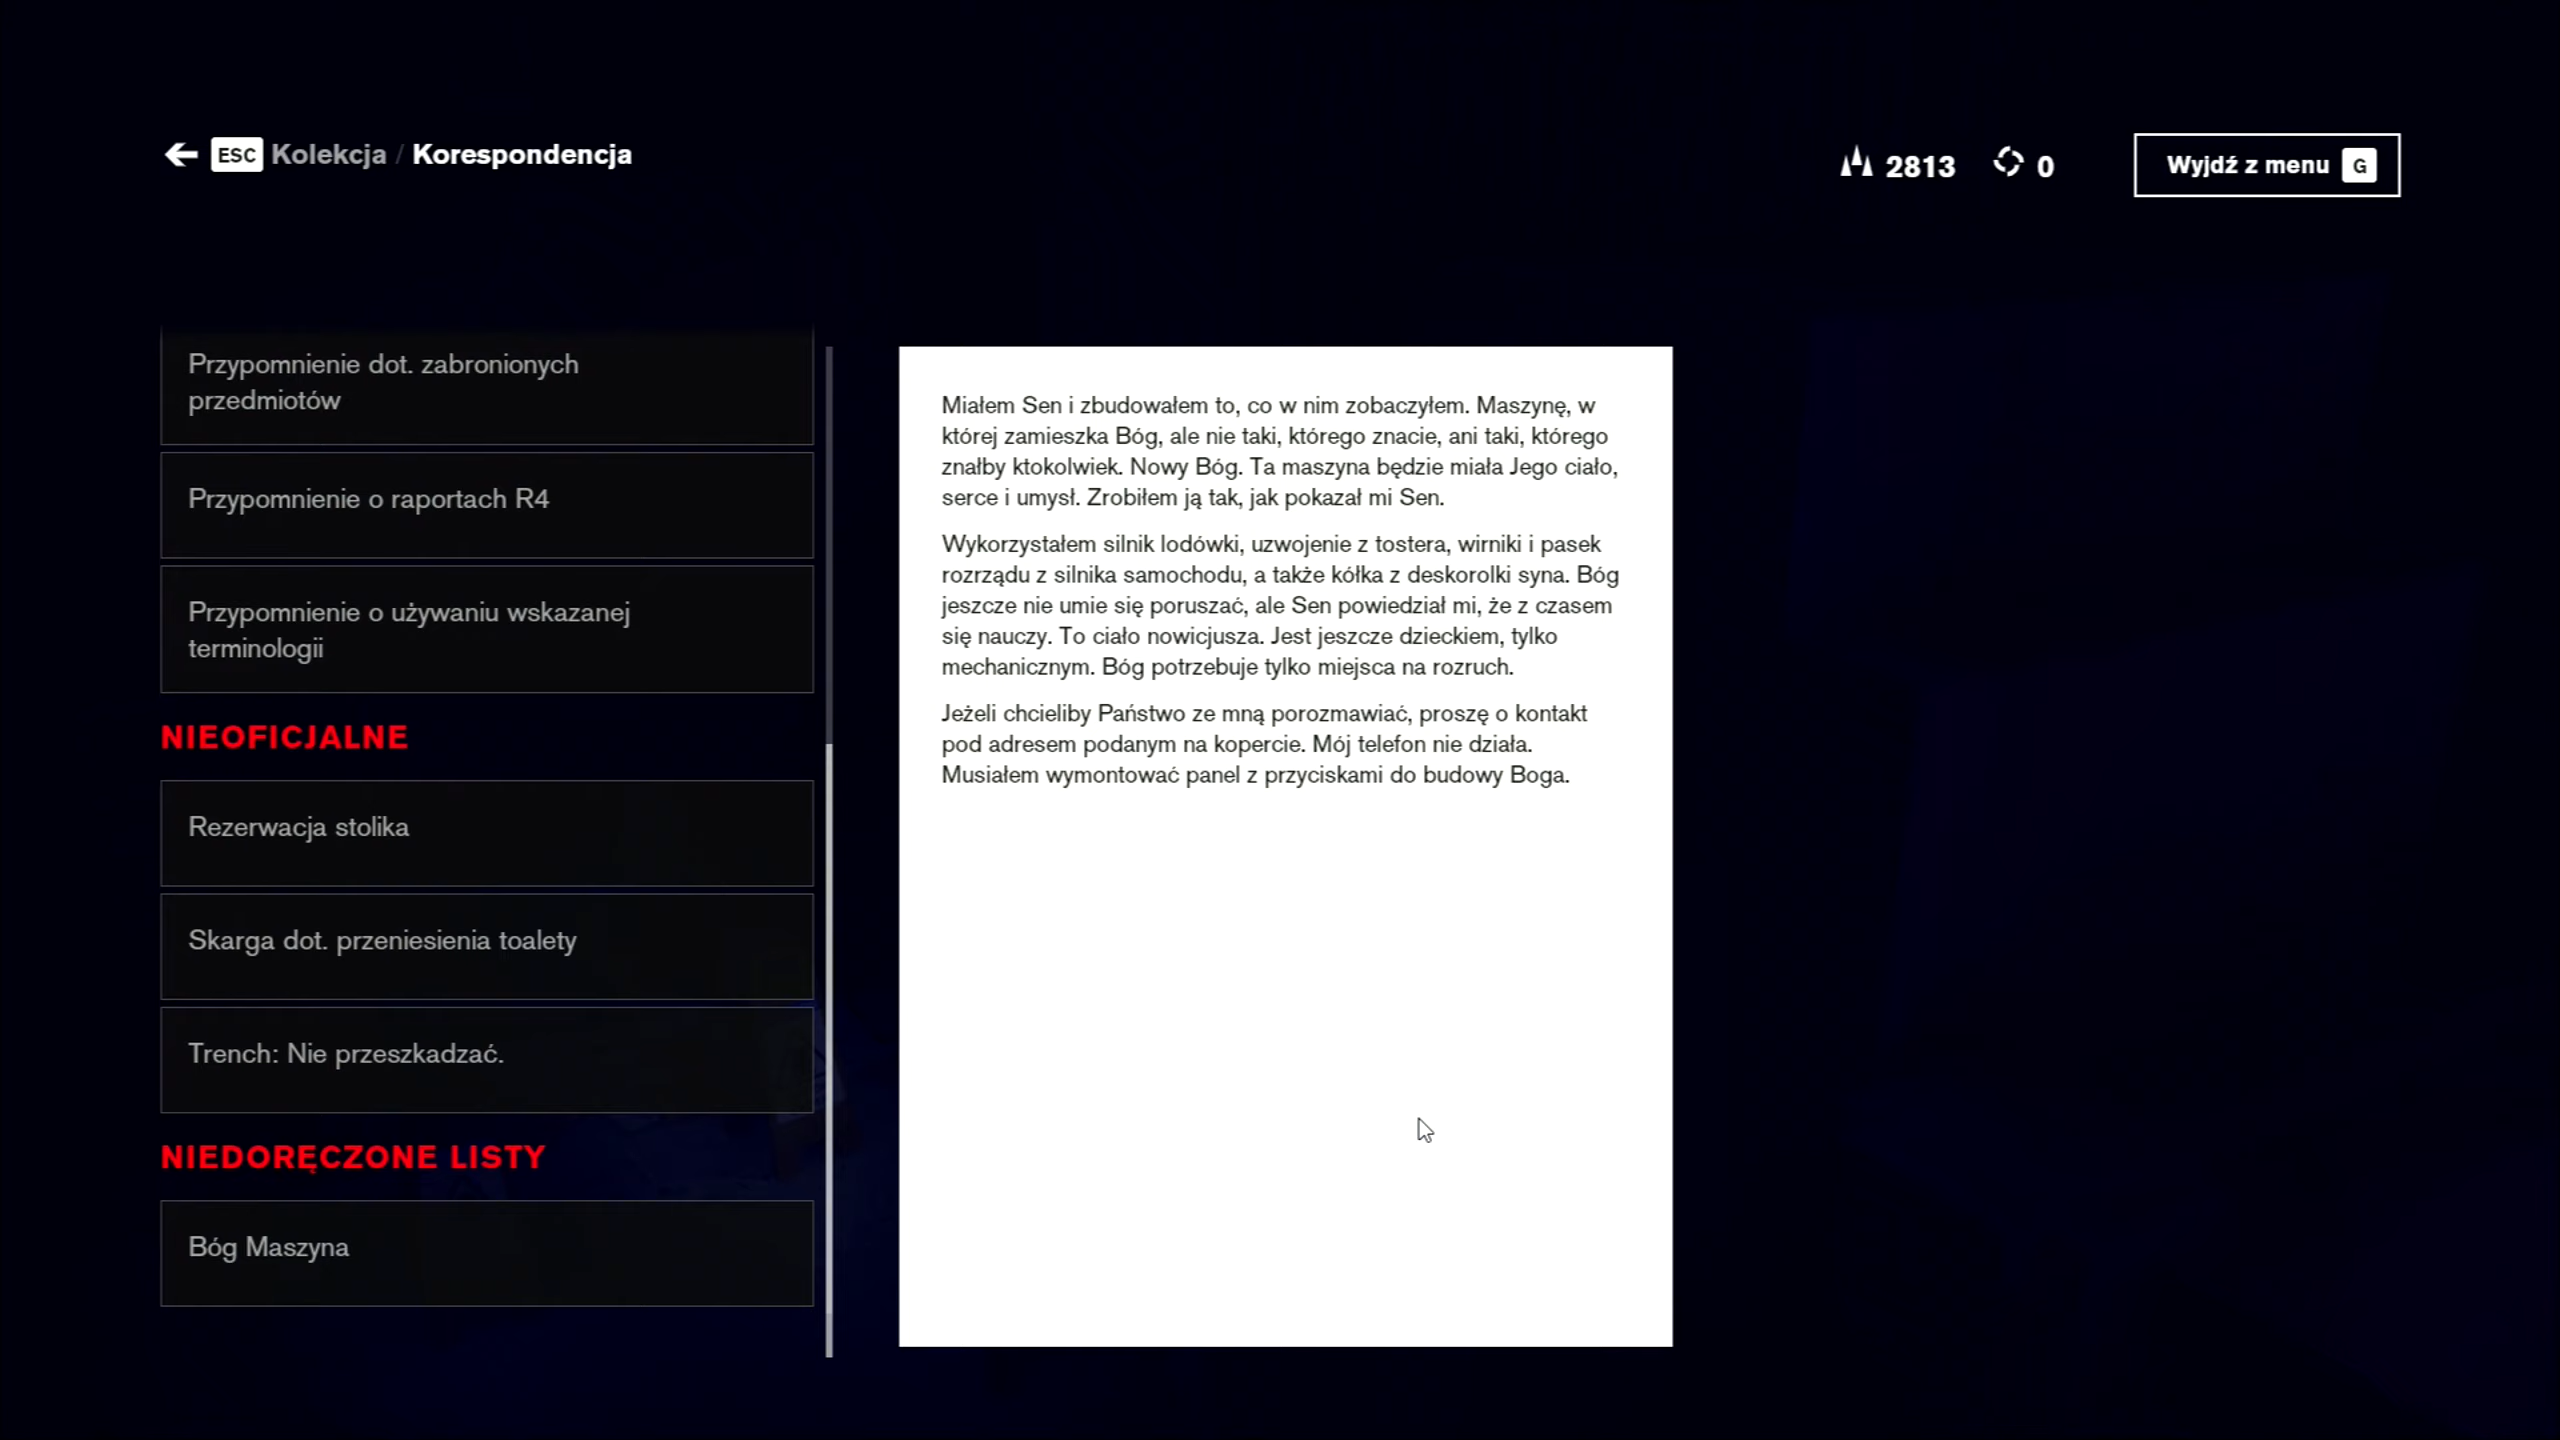 ESC Kolekcja / Korespondencja
2813
0
Wyjdź z menu G
Przypomnienie dot. zabronionych
przedmiotów
Przypomnienie o raportach R4
Przypomnienie o używaniu wskazanej
terminologii
NIEOFICJALNE
Rezerwacja stolika
Skarga dot. przeniesienia toalety
Trench: Nie przeszkadzać.
NIEDORĘCZONE LISTY
Bóg Maszyna
Miałem Sen i zbudowałem to, co w nim zobaczyłem. Maszynę, w
której zamieszka Bóg, ale nie taki, którego znacie, ani taki, którego
znałby ktokolwiek. Nowy Bóg. Ta maszyna będzie miała Jego ciało,
serce i umysł. Zrobiłem ją tak, jak pokazał mi Sen.
Wykorzystałem silnik lodówki, uzwojenie z tostera, wirniki i pasek
rozrządu z silnika samochodu, a także kółka z deskorolki syna. Bóg
jeszcze nie umie się poruszać, ale Sen powiedział mi, że z czasem
się nauczy. To ciało nowicjusza. Jest jeszcze dzieckiem, tylko
mechanicznym. Bóg potrzebuje tylko miejsca na rozruch.
Jeżeli chcieliby Państwo ze mną porozmawiać, proszę o kontakt
pod adresem podanym na kopercie. Mój telefon nie działa.
Musiałem wymontować panel z przyciskami do budowy Boga.